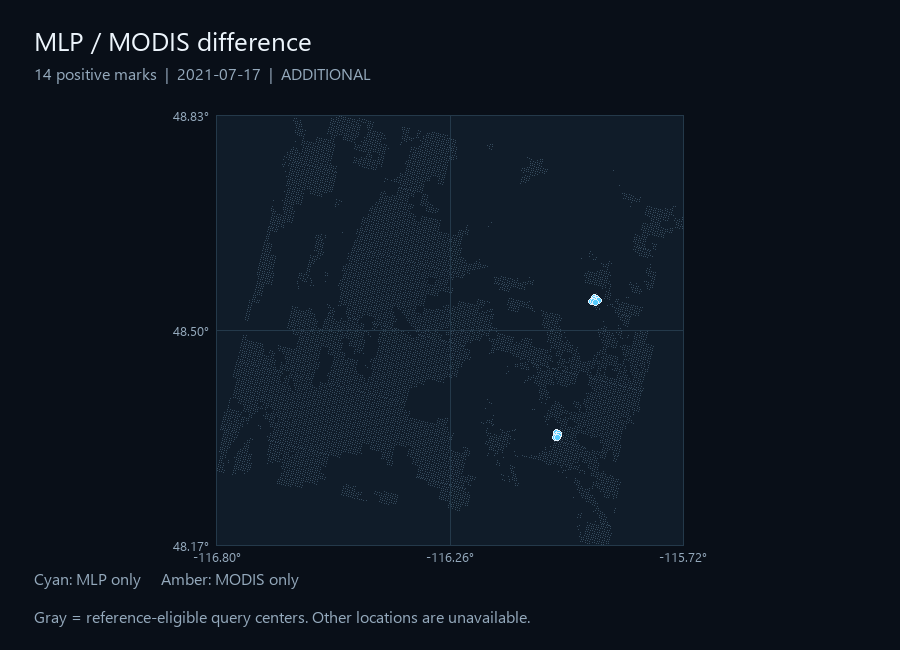 MLP / MODIS difference
14 positive marks | 2021-07-17 | ADDITIONAL
48.83°
48.50°
48.17°
-116.80° -116.26° -115.72°
Cyan: MLP only Amber: MODIS only
Gray = reference-eligible query centers. Other locations are unavailable.